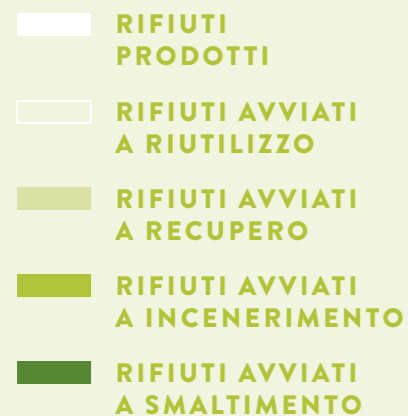 RIFIUTI
PRODOTTI
RIFIUTI AVVIATI
A RIUTILIZZO
RIFIUTI AVVIATI
A RECUPERO
RIFIUTI AVVIATI
A INCENERIMENTO
RIFIUTI AVVIATI
A SMALTIMENTO